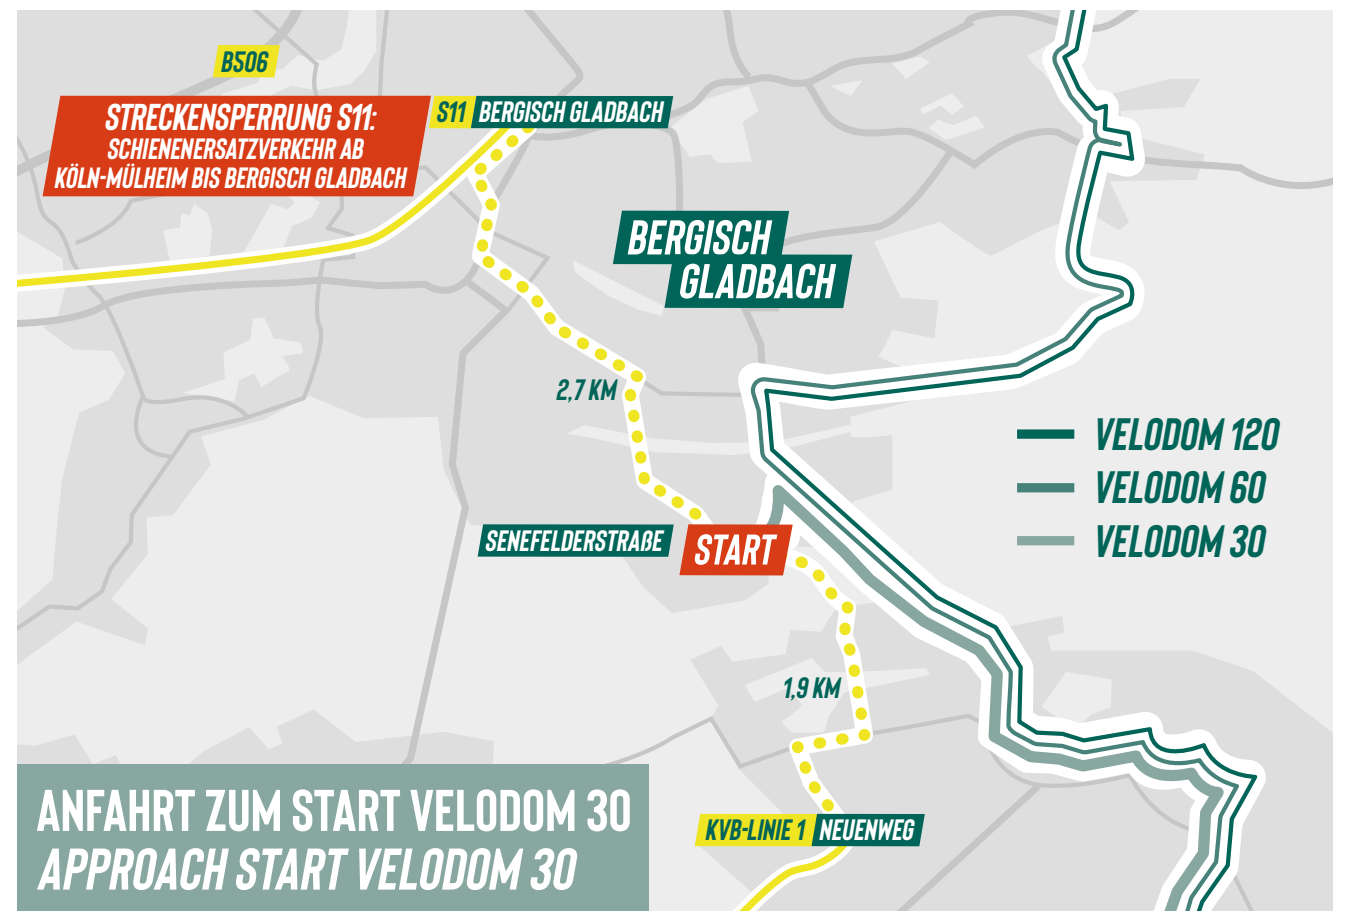 B506
STRECKENSPERRUNG S11:
SCHIENENERSATZVERKEHR AB
KÖLN-MÜLHEIM BIS BERGISCH GLADBACH
S11 BERGISCH GLADBACH
BERGISCH
GLADBACH
2,7 KM
VELODOM 120
VELODOM 60
VELODOM 30
SENEFELDERSTRAßE
START
1,9 KM
KVB-LINIE 1 NEUENWEG
ANFAHRT ZUM START VELODOM 30
APPROACH START VELODOM 30